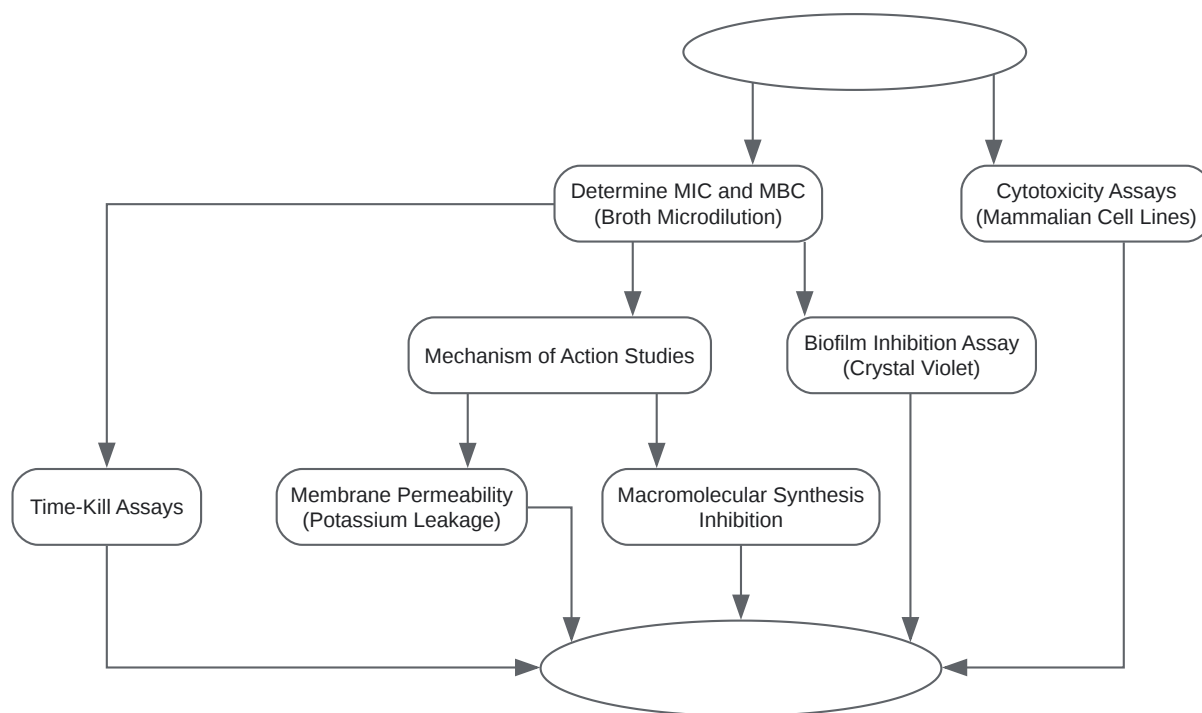 Determine MIC and MBC
(Broth Microdilution)
Cytotoxicity Assays
(Mammalian Cell Lines)
Mechanism of Action Studies
Biofilm Inhibition Assay
(Crystal Violet)
Time-Kill Assays
Membrane Permeability
(Potassium Leakage)
Macromolecular Synthesis
Inhibition